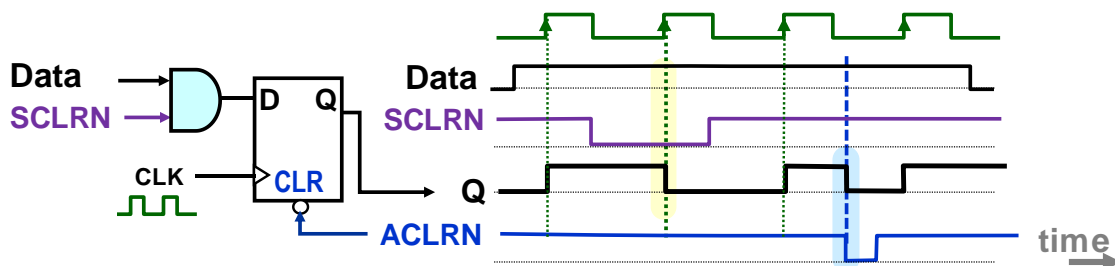 Data
SCLRN
D Q
CLK
CLR
Data
SCLRN
Q
ACLRN
time